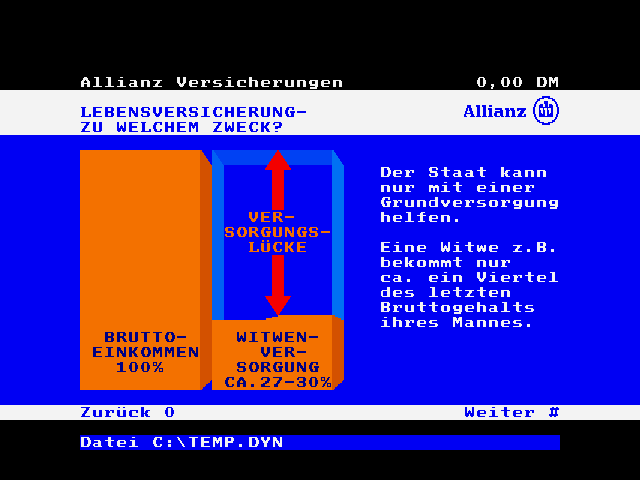 Allianz Versicherungen 0,00 DM
LEBENSVERSICHERUNG-
ZU WELCHEM ZWECK?
Allianz
Der Staat kann
nur mit einer
Grundversorgung
helfen.
Eine Witwe z.B.
bekommt nur
ca. ein Viertel
des letzten
Bruttogehalts
ihres Mannes.
VER-
SORGUNGS-
LÜCKE
BRUTTO-
EINKOMMEN
100%
WITWEN-
VER-
SORGUNG
CA.27-30%
Zurück 0 Weiter #
Datei C:\TEMP.DYN